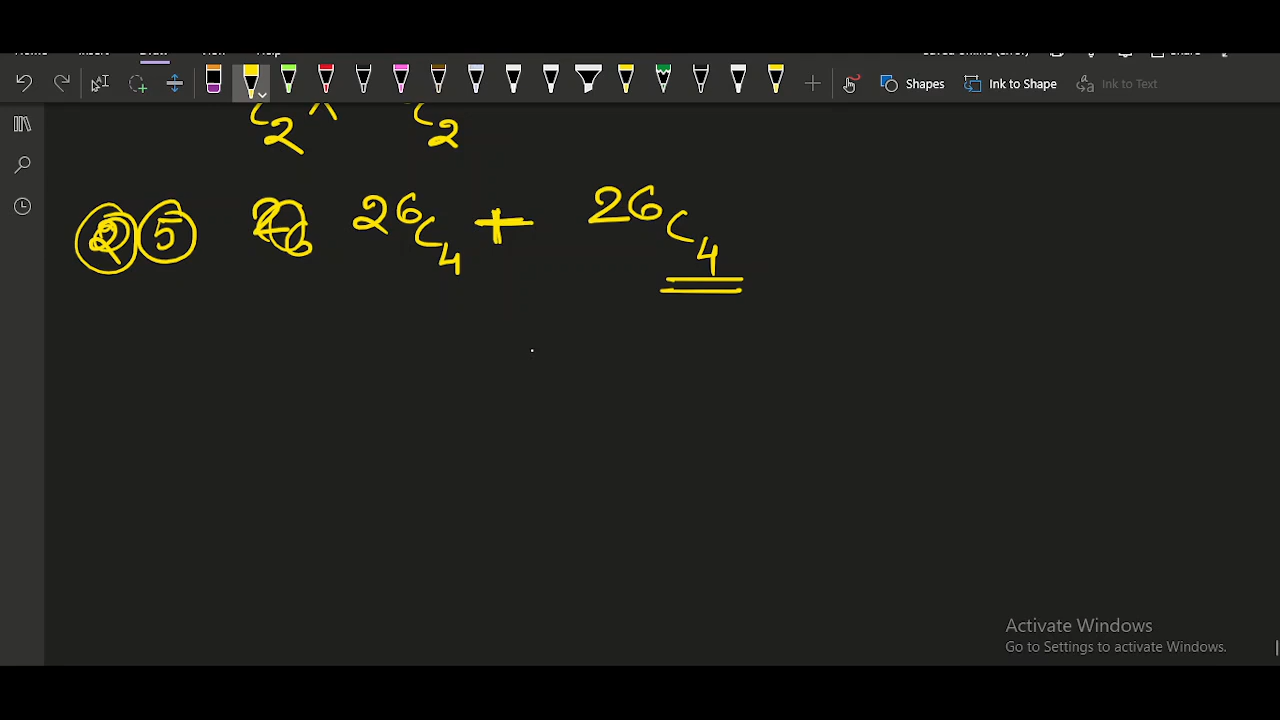 Shapes Ink to Shape Ink to Text
C2 × C2
5 26C4 + 26C4
Activate Windows
Go to Settings to activate Windows.